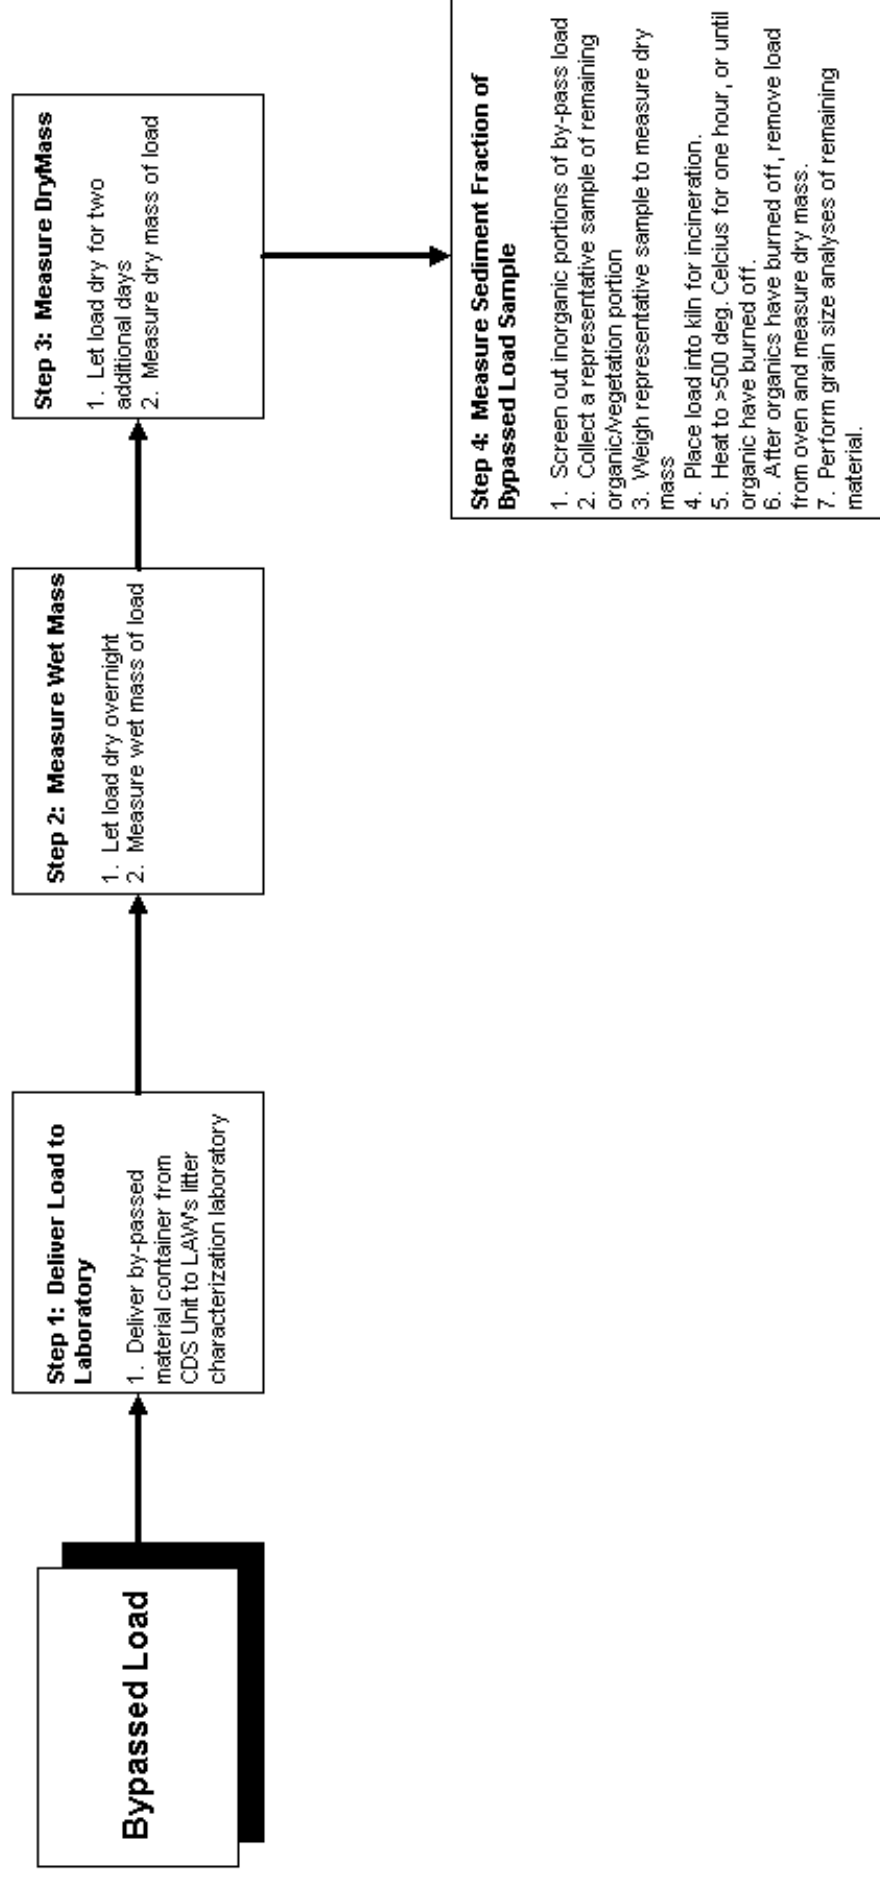 Bypassed Load
Step 1: Deliver Load to
Laboratory
1. Deliver by-passed
material container from
CDS Unit to LAW's litter
characterization laboratory
Step 2: Measure Wet Mass
1. Let load dry overnight
2. Measure wet mass of load
Step 3: Measure DryMass
1. Let load dry for two
additional days
2. Measure dry mass of load
Step 4: Measure Sediment Fraction of
Bypassed Load Sample
1. Screen out inorganic portions of by-pass load
2. Collect a representative sample of remaining
organic/vegetation portion
3. Weigh representative sample to measure dry
mass
4. Place load into kiln for incineration.
5. Heat to >500 deg. Celcius for one hour, or until
organic have burned off.
6. After organics have burned off, remove load
from oven and measure dry mass.
7. Perform grain size analyses of remaining
material.